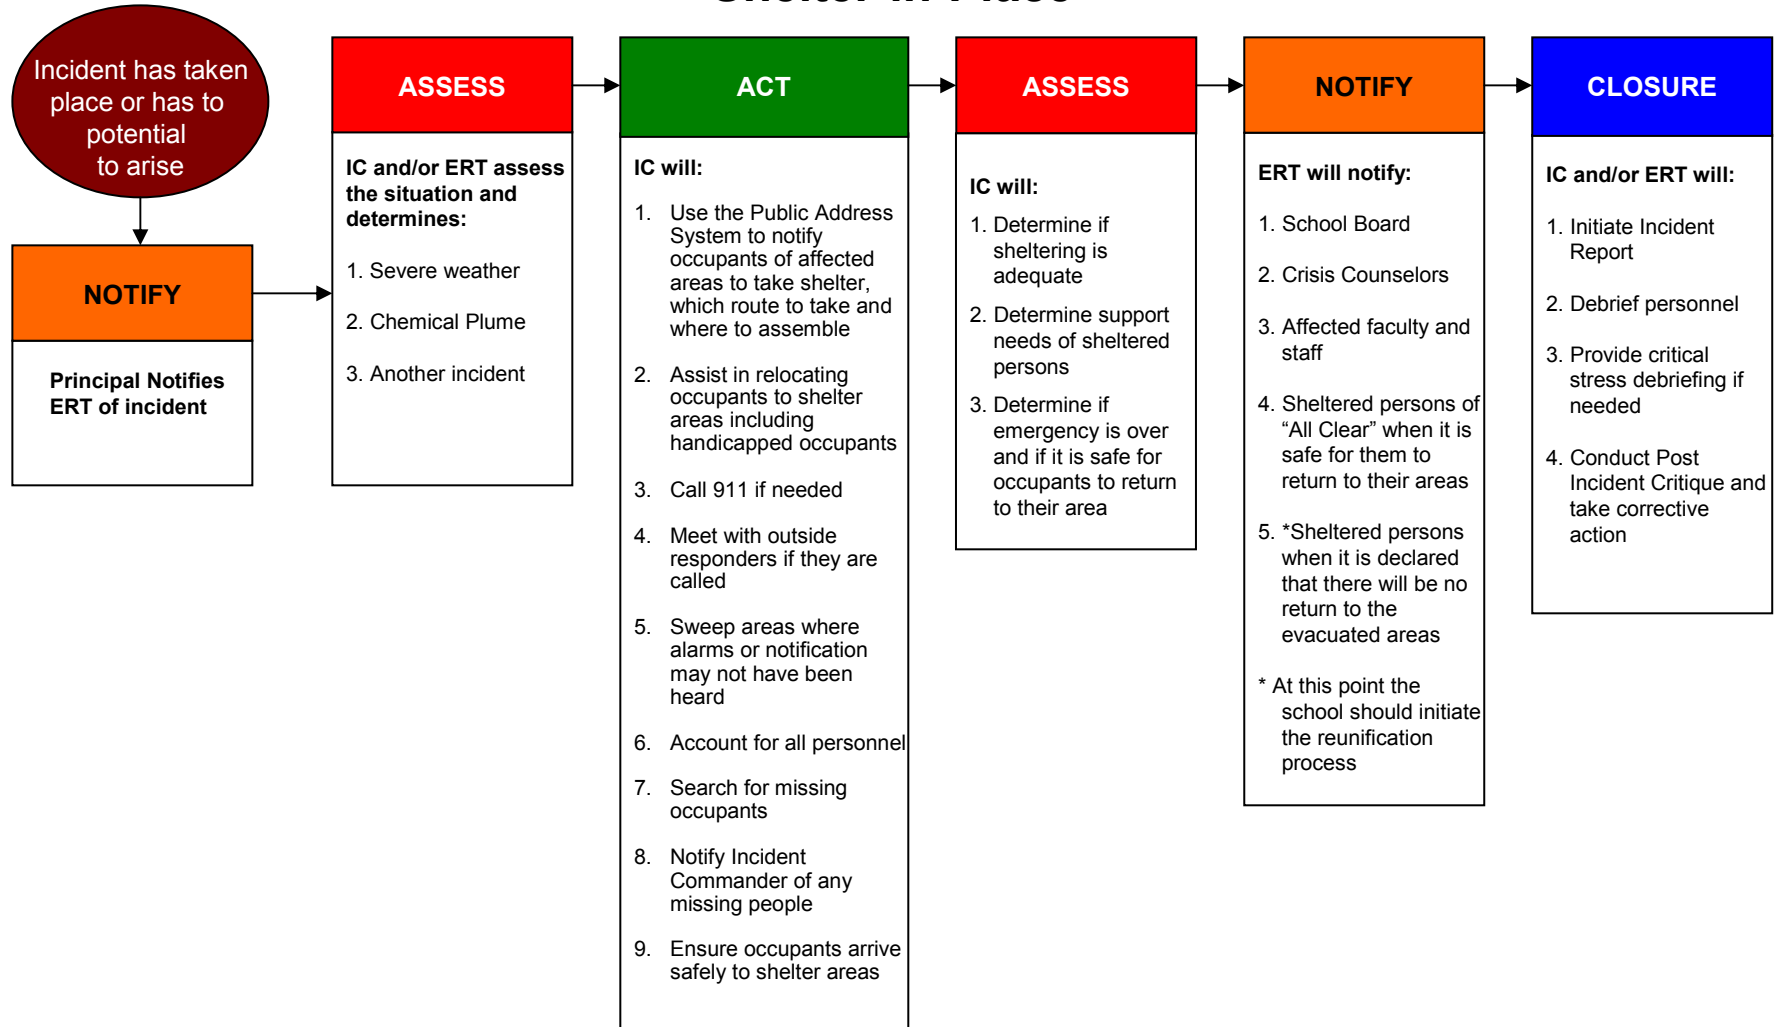 Shelter-in-Place
Incident has taken
place or has to
potential
to arise
NOTIFY
Principal Notifies
ERT of incident
ASSESS
IC and/or ERT assess
the situation and
determines:
1. Severe weather
2. Chemical Plume
3. Another incident
ACT
IC will:
1. Use the Public Address
System to notify
occupants of affected
areas to take shelter,
which route to take and
where to assemble
2. Assist in relocating
occupants to shelter
areas including
handicapped occupants
3. Call 911 if needed
4. Meet with outside
responders if they are
called
5. Sweep areas where
alarms or notification
may not have been
heard
6. Account for all personnel
7. Search for missing
occupants
8. Notify Incident
Commander of any
missing people
9. Ensure occupants arrive
safely to shelter areas
ASSESS
IC will:
1. Determine if
sheltering is
adequate
2. Determine support
needs of sheltered
persons
3. Determine if
emergency is over
and if it is safe for
occupants to return
to their area
NOTIFY
ERT will notify:
1. School Board
2. Crisis Counselors
3. Affected faculty and
staff
4. Sheltered persons of
“All Clear” when it is
safe for them to
return to their areas
5. *Sheltered persons
when it is declared
that there will be no
return to the
evacuated areas
* At this point the
school should initiate
the reunification
process
CLOSURE
IC and/or ERT will:
1. Initiate Incident
Report
2. Debrief personnel
3. Provide critical
stress debriefing if
needed
4. Conduct Post
Incident Critique and
take corrective
action